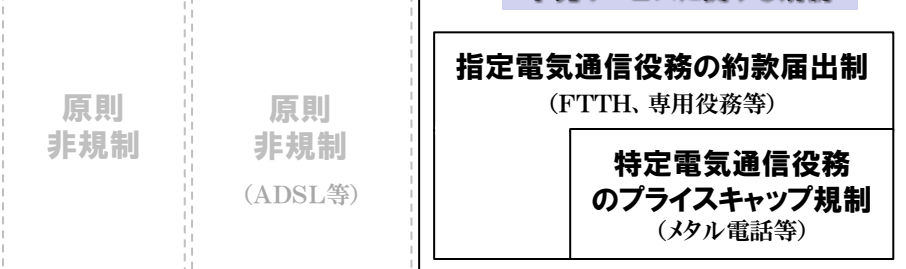 原則
非規制
原則
非規制
（ADSL等）
指定電気通信役務の約款届出制
（FTTH、専用役務等）
特定電気通信役務
のプライスキャップ規制
（メタル電話等）